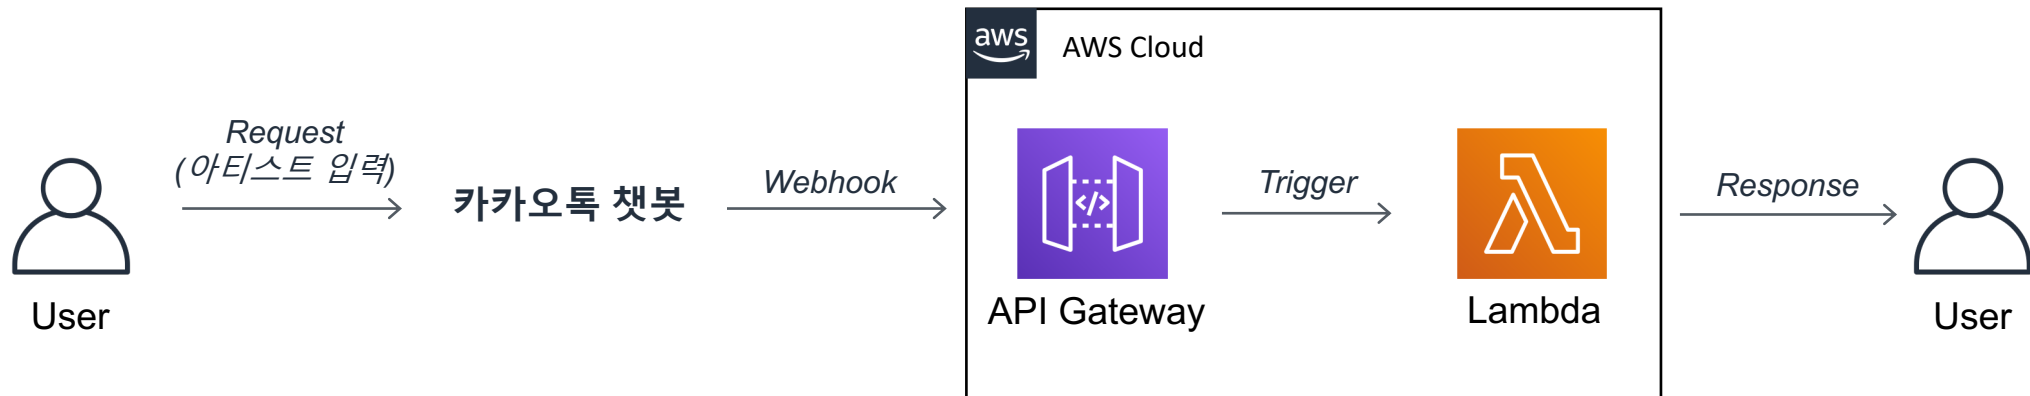 aws
AWS Cloud
Request
(아티스트 입력)
카카오톡 챗봇
Webhook
</>
Trigger
Response
User
API Gateway
Lambda
User